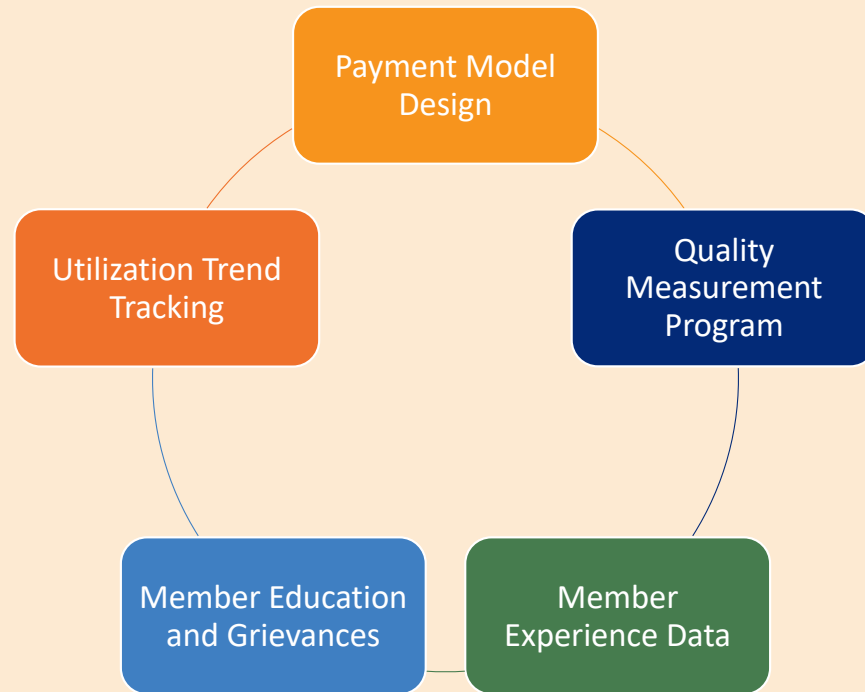 Payment Model
Design
Utilization Trend
Tracking
Quality
Measurement
Program
Member Education
and Grievances
Member
Experience Data